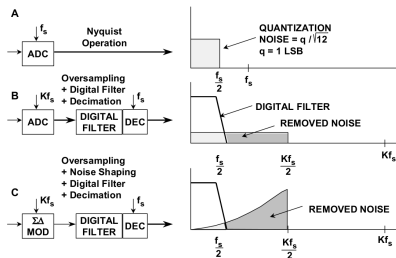 A
fs
ADC
Nyquist
Operation
QUANTIZATION
NOISE = q / √12
q = 1 LSB
fs
2
fs
B
Kfs
ADC
Oversampling
+ Digital Filter
+ Decimation
DIGITAL
FILTER
fs
DEC
DIGITAL FILTER
REMOVED NOISE
fs
2
Kfs
2
Kfs
C
Kfs
ΣΔ
MOD
Oversampling
+ Noise Shaping
+ Digital Filter
+ Decimation
DIGITAL
FILTER
fs
DEC
REMOVED NOISE
fs
2
Kfs
2
Kfs